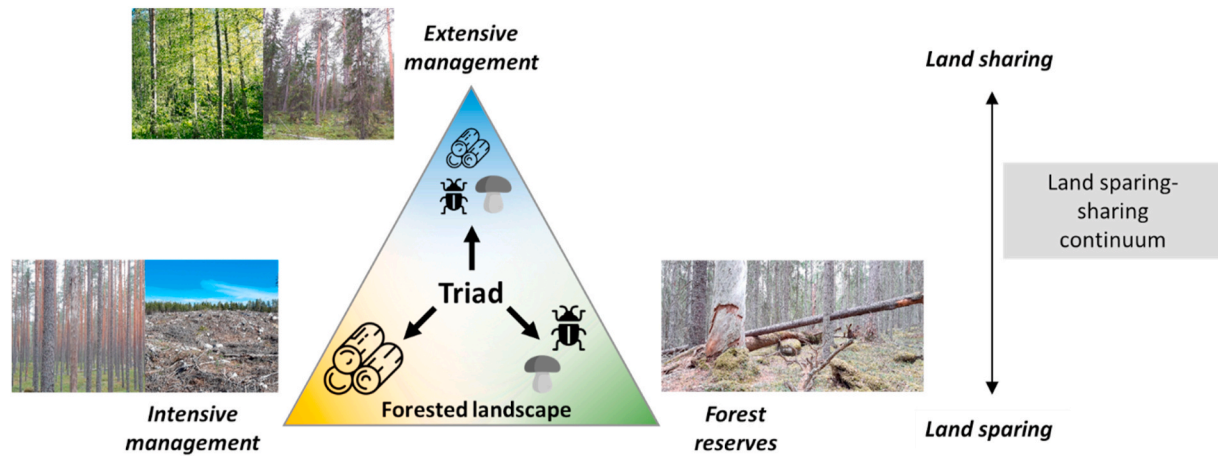 Extensive
management
Land sharing
Land sparing-
sharing
continuum
Triad
Forested landscape
Intensive
management
Forest
reserves
Land sparing